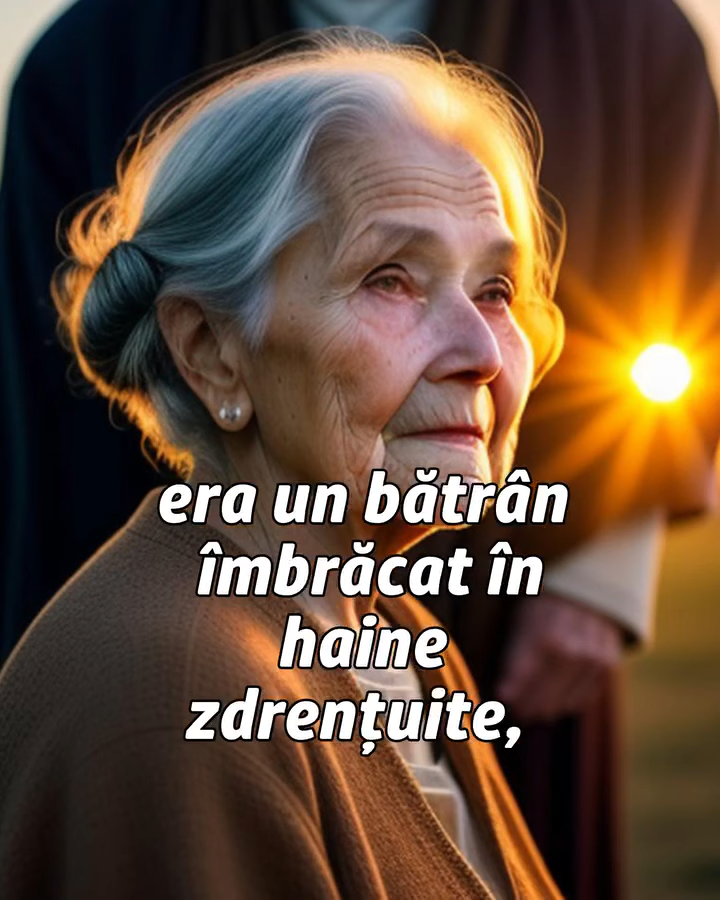 era un bătrân
îmbrăcat în
haine
zdrențuite,